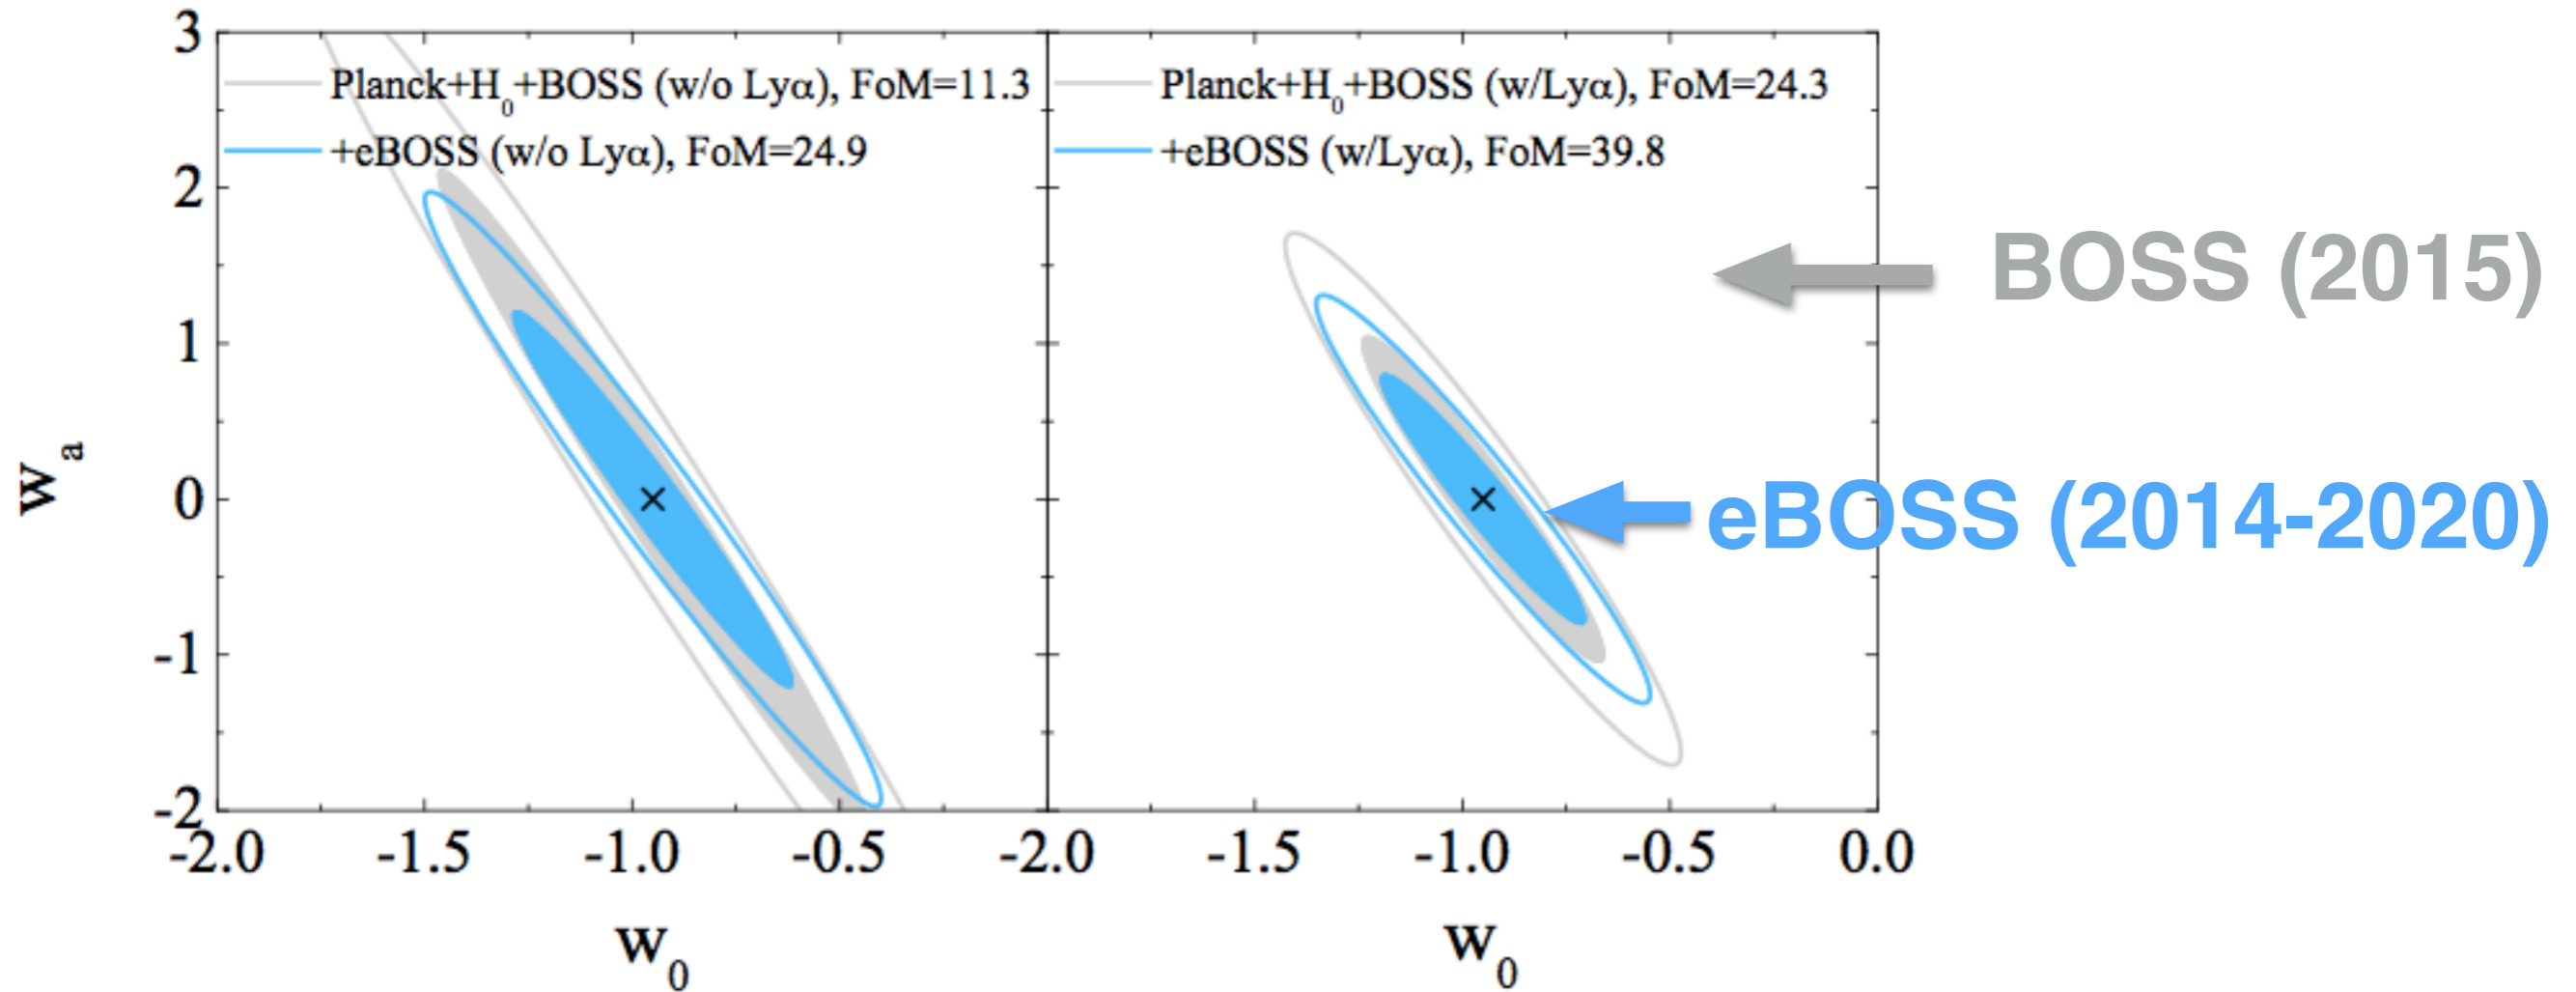 3
Planck+H₀+BOSS (w/o Lyα), FoM=11.3
+eBOSS (w/o Lyα), FoM=24.9
Planck+H₀+BOSS (w/Lyα), FoM=24.3
+eBOSS (w/Lyα), FoM=39.8
2
BOSS (2015)
1
wₐ
0
eBOSS (2014-2020)
-1
-2
-2.0 -1.5 -1.0 -0.5 -2.0 -1.5 -1.0 -0.5 0.0
w₀ w₀